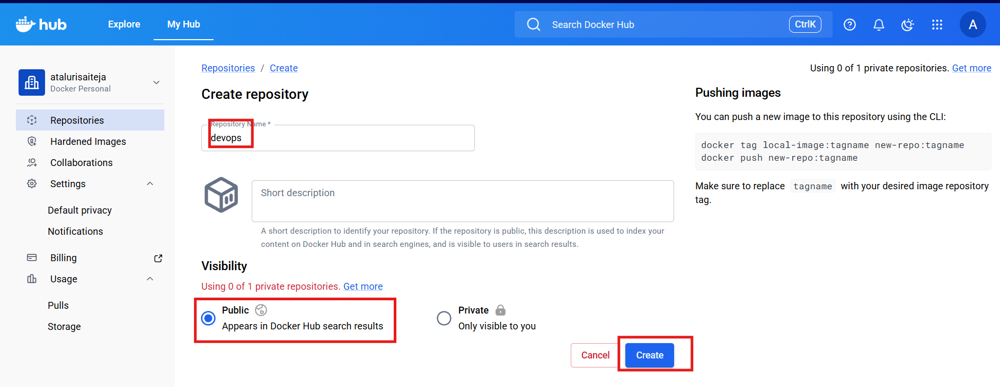 hub
Explore
My Hub
Search Docker Hub
CtrlK
A
atalurisaiteja
Docker Personal
Repositories
Hardened Images
Collaborations
Settings
Default privacy
Notifications
Billing
Usage
Pulls
Storage
Repositories / Create
Using 0 of 1 private repositories. Get more
Create repository
Repository Name *
devops
Short description
A short description to identify your repository. If the repository is public, this description is used to index your
content on Docker Hub and in search engines, and is visible to users in search results.
Visibility
Using 0 of 1 private repositories. Get more
Public
Appears in Docker Hub search results
Private
Only visible to you
Cancel
Create
Pushing images
You can push a new image to this repository using the CLI:
docker tag local-image:tagname new-repo:tagname
docker push new-repo:tagname
Make sure to replace tagname with your desired image repository
tag.